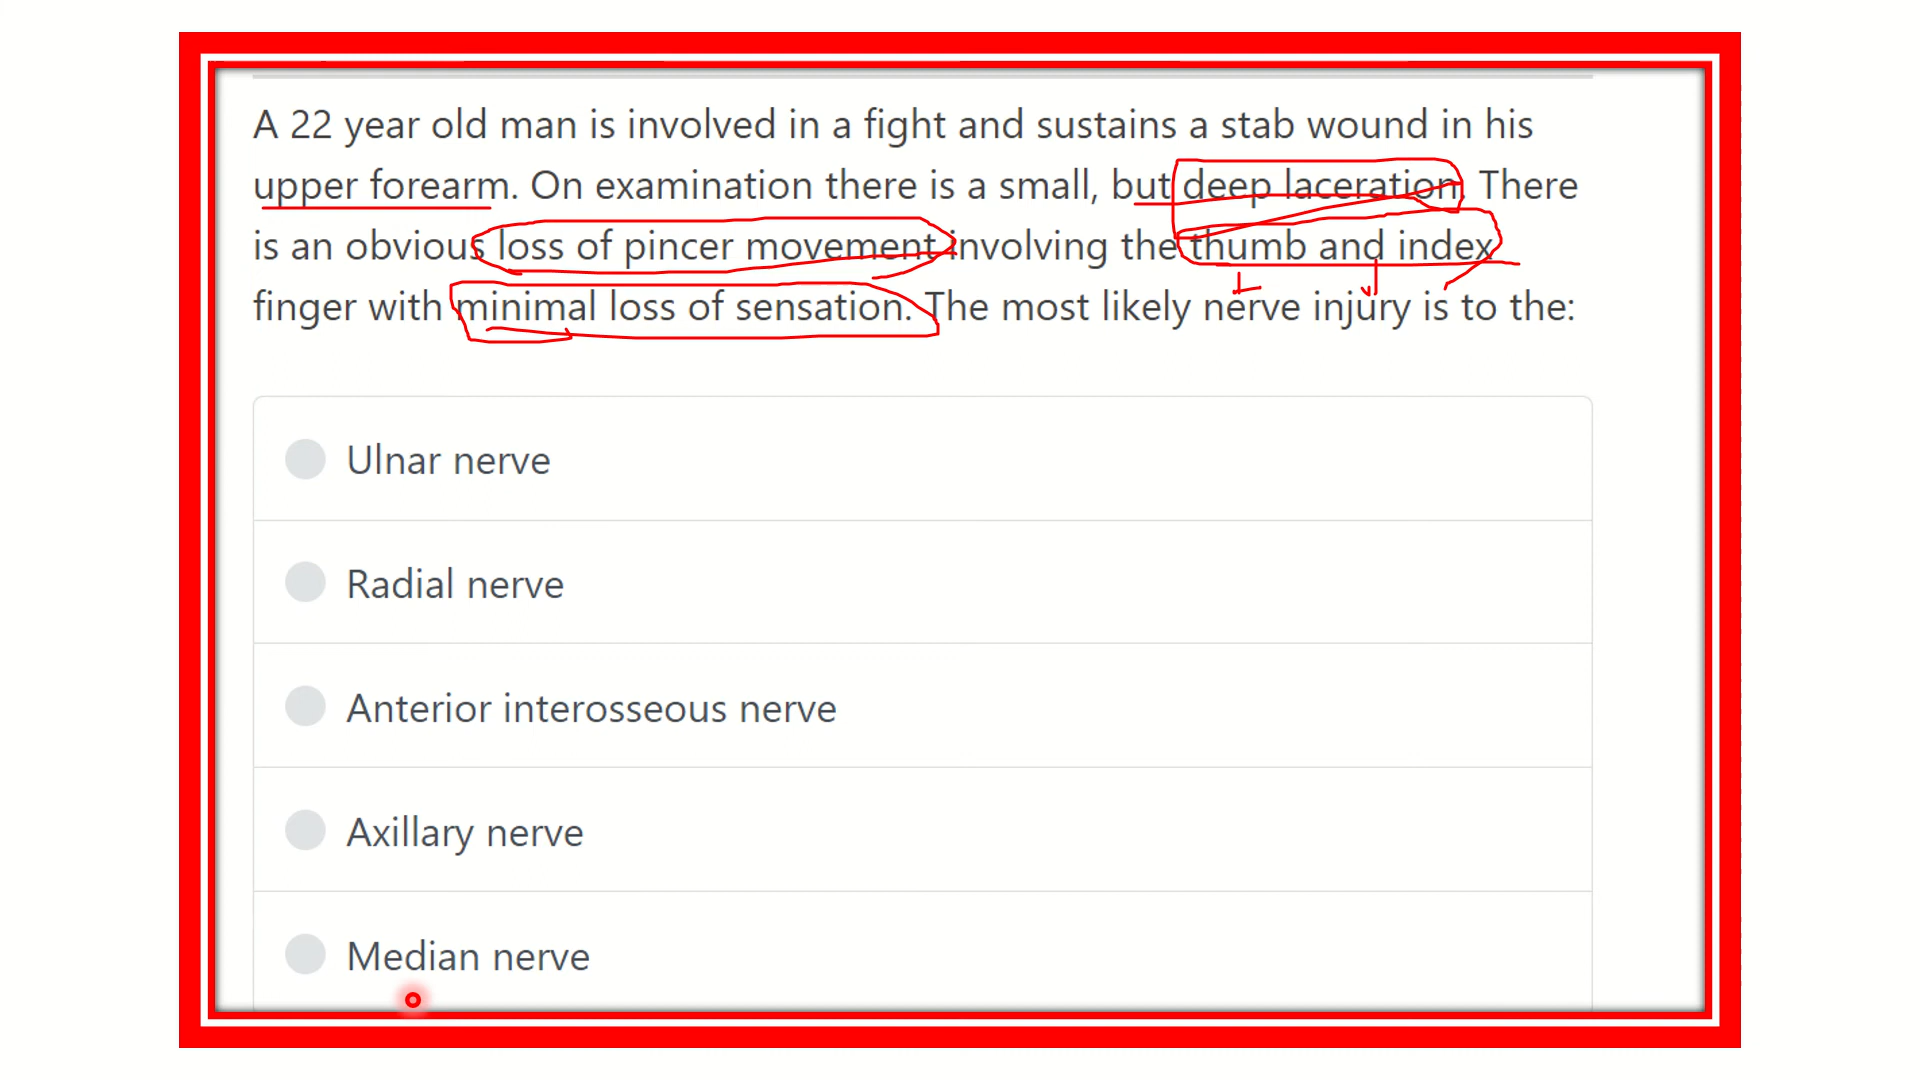 A 22 year old man is involved in a fight and sustains a stab wound in his
upper forearm. On examination there is a small, but deep laceration. There
is an obvious loss of pincer movement involving the thumb and index
finger with minimal loss of sensation. The most likely nerve injury is to the:
Ulnar nerve
Radial nerve
Anterior interosseous nerve
Axillary nerve
Median nerve